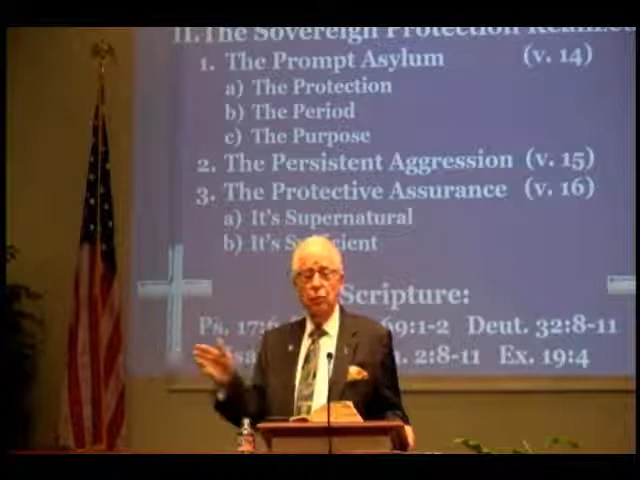 II. The Sovereign Protection Realized
1. The Prompt Asylum (v. 14)
a) The Protection
b) The Period
c) The Purpose
2. The Persistent Aggression (v. 15)
3. The Protective Assurance (v. 16)
a) It's Supernatural
b) It's
Scripture:
Ps. 17: 69:1-2 Deut. 32:8-11
2:8-11 Ex. 19:4